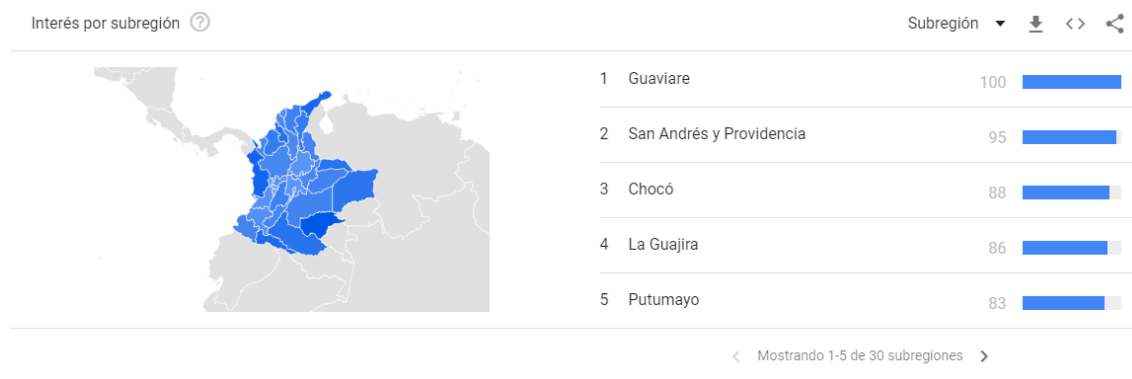 Interés por subregión
Subregión
1 Guaviare 100
2 San Andrés y Providencia 95
3 Chocó 88
4 La Guajira 86
5 Putumayo 83
Mostrando 1-5 de 30 subregiones